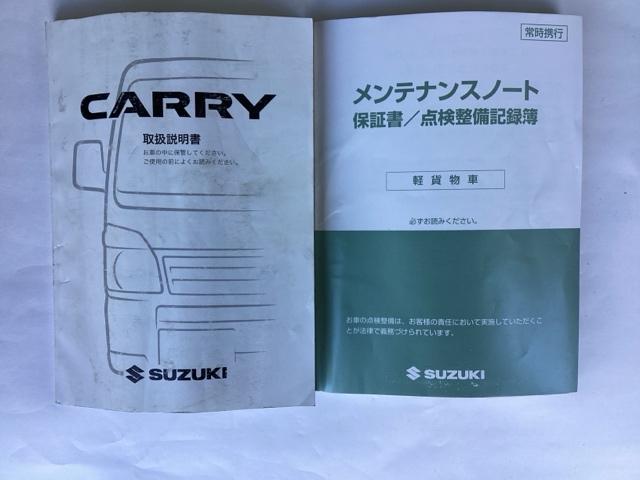 CARRY
取扱説明書
お車の中に保管してください。
ご使用の前によくお読みください。
SUZUKI
常時携行
メンテナンスノート
保証書／点検整備記録簿
軽貨物車
必ずお読みください。
お車の点検整備は、お客様の責任において実施していただくこ
とが法律で義務づけられています。
SUZUKI